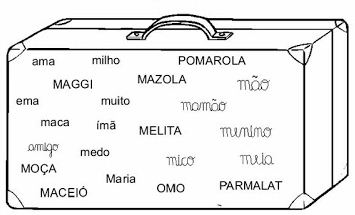 ama milho POMAROLA
MAGGI MAZOLA mão
ema muito mamão
maca ímã MELITA menino
amigo medo mico meia
MOÇA Maria OMO PARMALAT
MACEIÓ